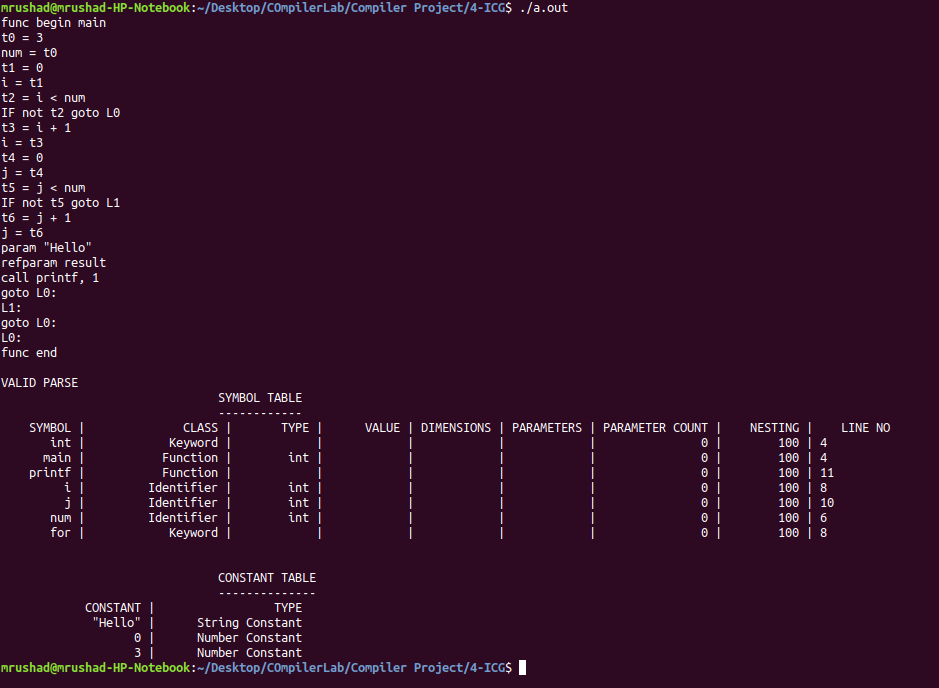 mrushad@mrushad-HP-Notebook:~/Desktop/COmpilerLab/Compiler Project/4-ICG$ ./a.out
func begin main
t0 = 3
num = t0
t1 = 0
i = t1
t2 = i < num
IF not t2 goto L0
t3 = i + 1
i = t3
t4 = 0
j = t4
t5 = j < num
IF not t5 goto L1
t6 = j + 1
j = t6
param "Hello"
refparam result
call printf, 1
goto L0:
L1:
goto L0:
L0:
func end
VALID PARSE
SYMBOL TABLE
------------
SYMBOL | CLASS | TYPE | VALUE | DIMENSIONS | PARAMETERS | PARAMETER COUNT | NESTING | LINE NO
int | Keyword | | | | | 0 | 100 | 4
main | Function | int | | | | 0 | 100 | 4
printf | Function | | | | | 0 | 100 | 11
i | Identifier | int | | | | 0 | 100 | 8
j | Identifier | int | | | | 0 | 100 | 10
num | Identifier | int | | | | 0 | 100 | 6
for | Keyword | | | | | 0 | 100 | 8
CONSTANT TABLE
--------------
CONSTANT | TYPE
"Hello" | String Constant
0 | Number Constant
3 | Number Constant
mrushad@mrushad-HP-Notebook:~/Desktop/COmpilerLab/Compiler Project/4-ICG$